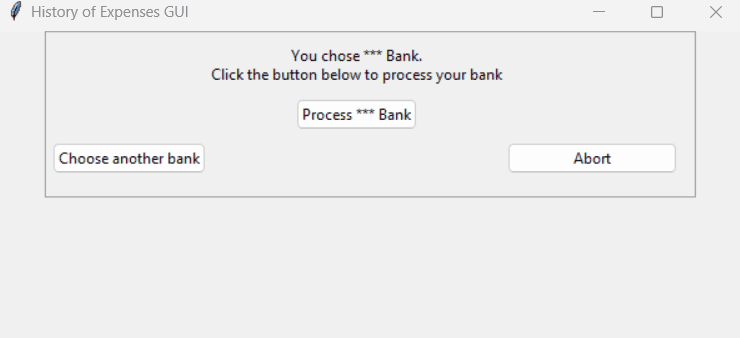 History of Expenses GUI
You chose *** Bank.
Click the button below to process your bank
Process *** Bank
Choose another bank
Abort